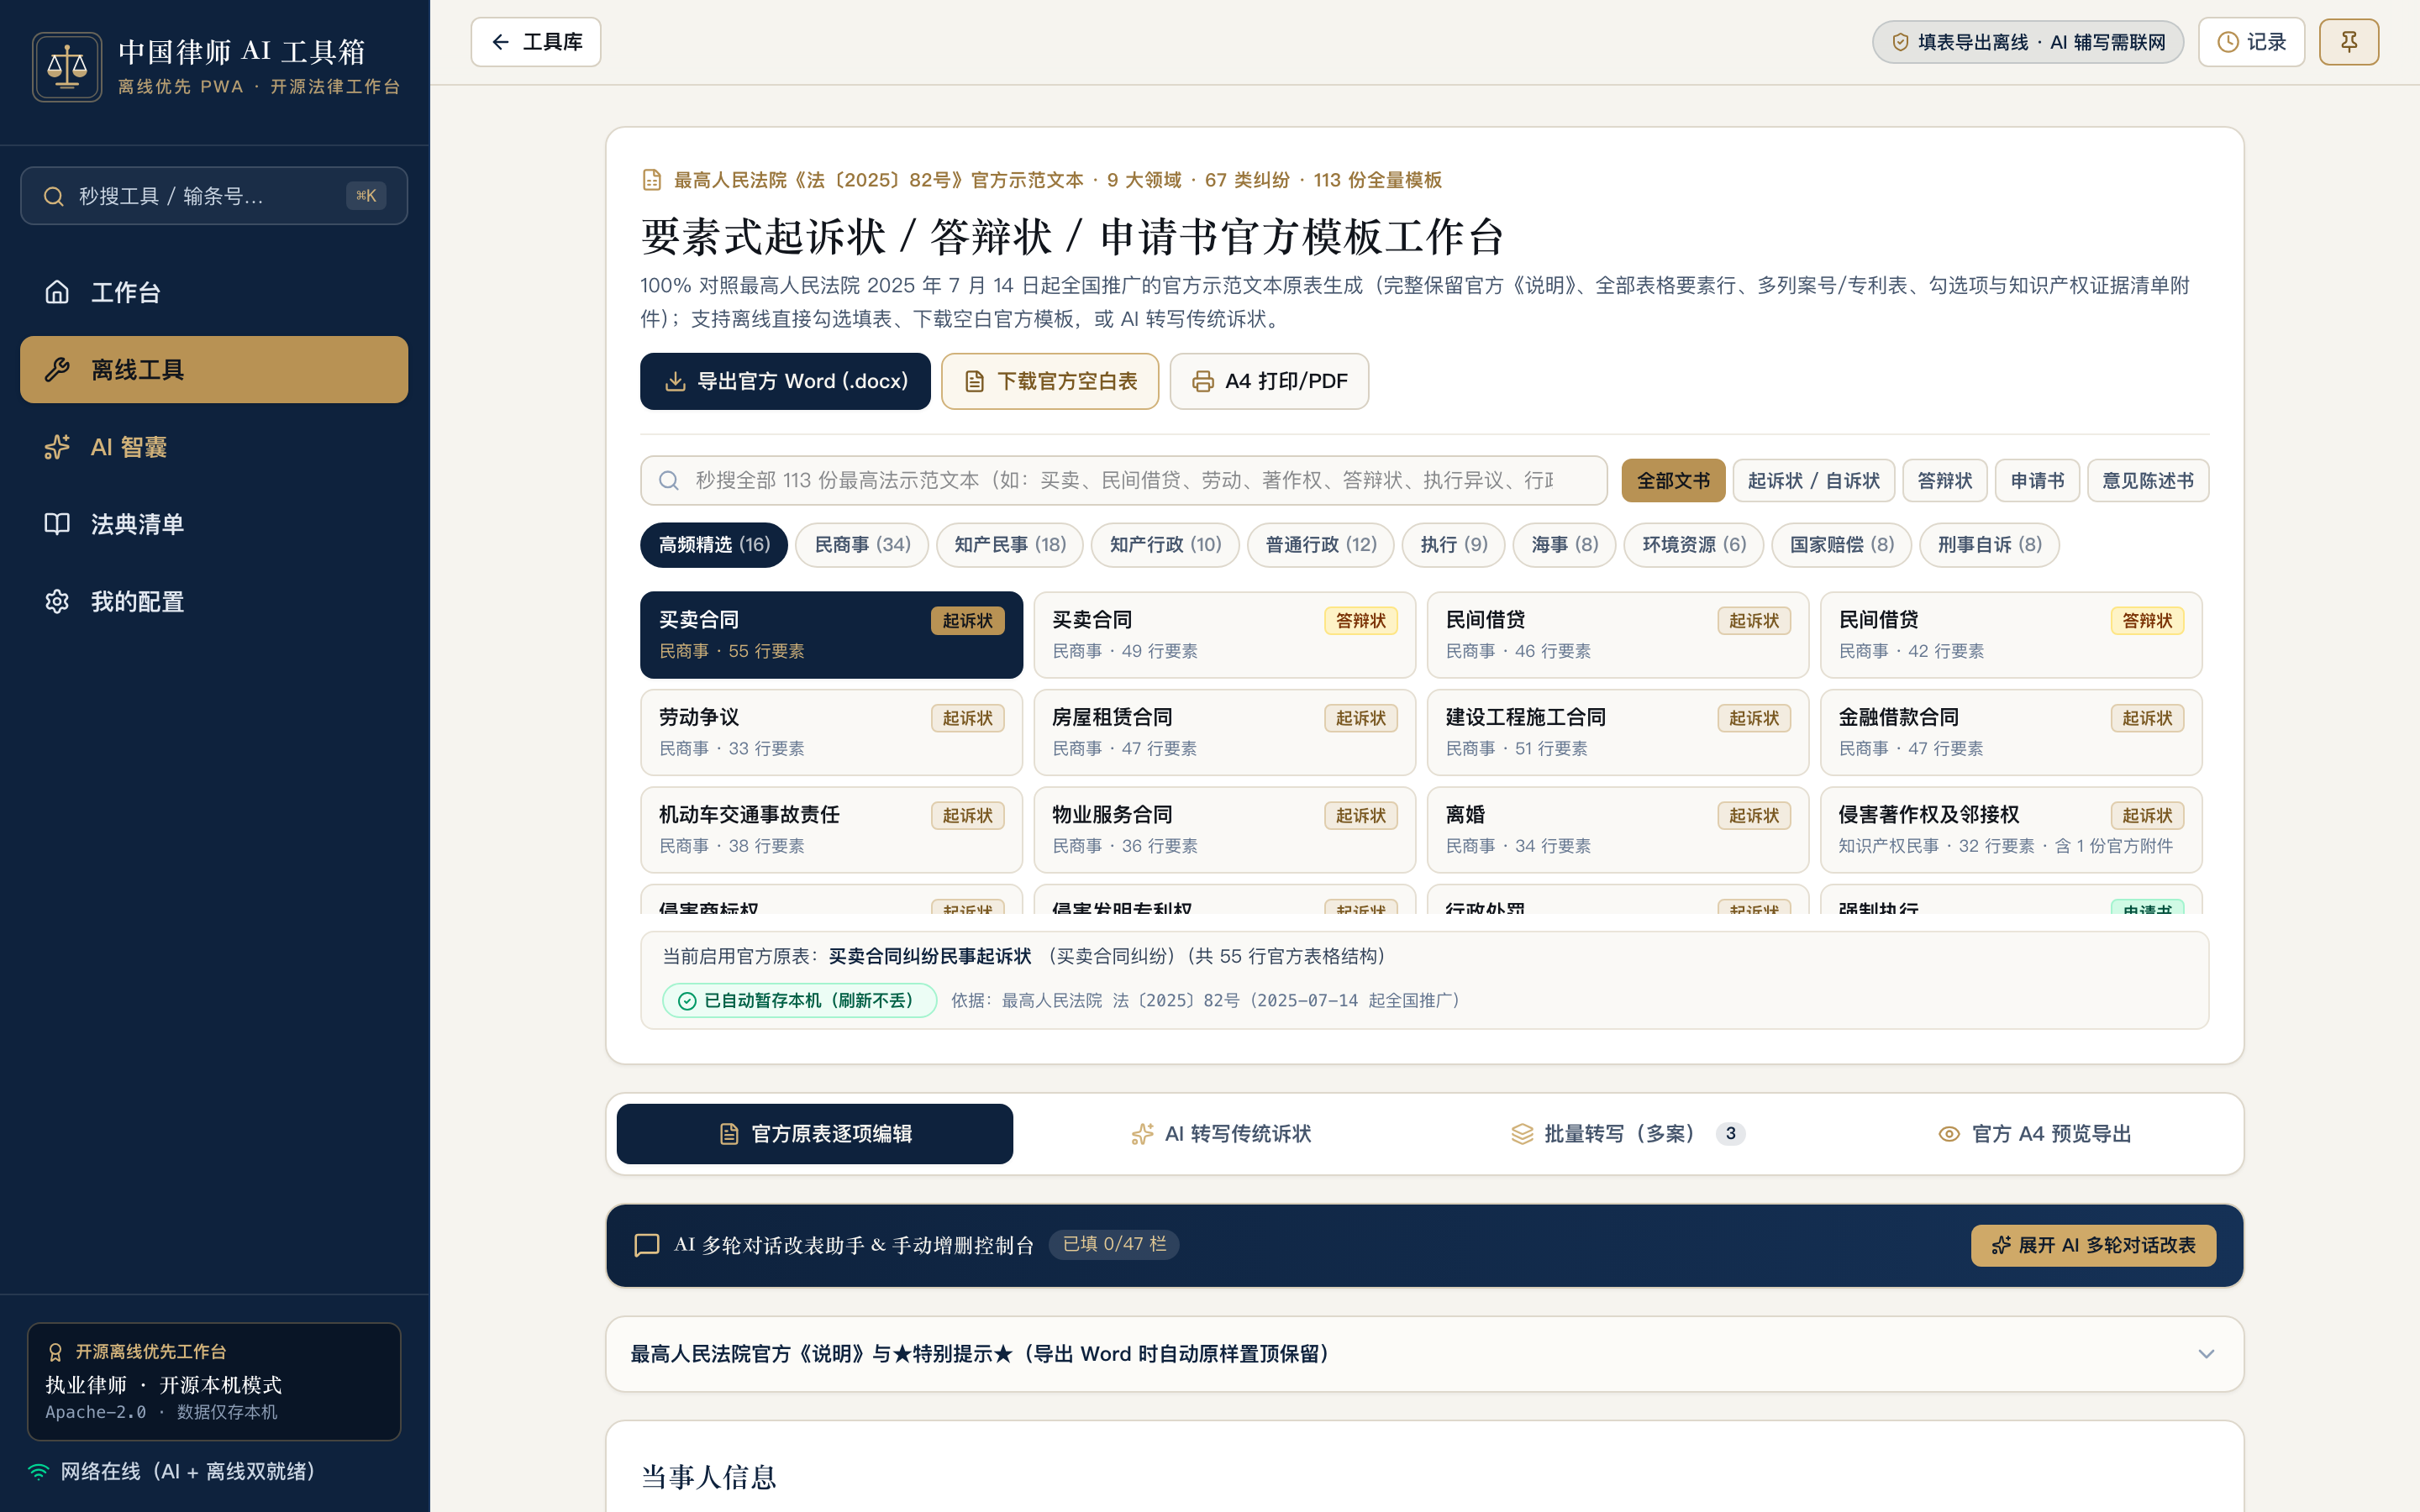 中国律师 AI 工具箱
离线优先 PWA · 开源法律工作台
秒搜工具 / 输条号... ⌘K
工作台
离线工具
AI 智囊
法典清单
我的配置
开源离线优先工作台
执业律师 · 开源本机模式
Apache-2.0 · 数据仅存本机
网络在线（AI + 离线双就绪）
工具库
填表导出离线 · AI 辅写需联网
记录
最高人民法院《法〔2025〕82号》官方示范文本 · 9 大领域 · 67 类纠纷 · 113 份全量模板
要素式起诉状 / 答辩状 / 申请书官方模板工作台
100% 对照最高人民法院 2025 年 7 月 14 日起全国推广的官方示范文本原表生成（完整保留官方《说明》、全部表格要素行、多列案号/专利表、勾选项与知识产权证据清单附
件）；支持离线直接勾选填表、下载空白官方模板，或 AI 转写传统诉状。
导出官方 Word (.docx) 下载官方空白表 A4 打印/PDF
秒搜全部 113 份最高法示范文本（如：买卖、民间借贷、劳动、著作权、答辩状、执行异议、行政
全部文书 起诉状 / 自诉状 答辩状 申请书 意见陈述书
高频精选 (16) 民商事 (34) 知产民事 (18) 知产行政 (10) 普通行政 (12) 执行 (9) 海事 (8) 环境资源 (6) 国家赔偿 (8) 刑事自诉 (8)
买卖合同 起诉状
民商事 · 55 行要素
买卖合同 答辩状
民商事 · 49 行要素
民间借贷 起诉状
民商事 · 46 行要素
民间借贷 答辩状
民商事 · 42 行要素
劳动争议 起诉状
民商事 · 33 行要素
房屋租赁合同 起诉状
民商事 · 47 行要素
建设工程施工合同 起诉状
民商事 · 51 行要素
金融借款合同 起诉状
民商事 · 47 行要素
机动车交通事故责任 起诉状
民商事 · 38 行要素
物业服务合同 起诉状
民商事 · 36 行要素
离婚 起诉状
民商事 · 34 行要素
侵害著作权及邻接权 起诉状
知识产权民事 · 32 行要素 · 含 1 份官方附件
侵害商标权 起诉状
侵害发明专利权 起诉状
行政处罚 起诉状
强制执行 申请书
当前启用官方原表：买卖合同纠纷民事起诉状 （买卖合同纠纷）(共 55 行官方表格结构)
已自动暂存本机（刷新不丢） 依据：最高人民法院 法〔2025〕82号（2025-07-14 起全国推广）
官方原表逐项编辑 AI 转写传统诉状 批量转写（多案） 3 官方 A4 预览导出
AI 多轮对话改表助手 & 手动增删控制台 已填 0/47 栏 展开 AI 多轮对话改表
最高人民法院官方《说明》与★特别提示★（导出 Word 时自动原样置顶保留）
当事人信息